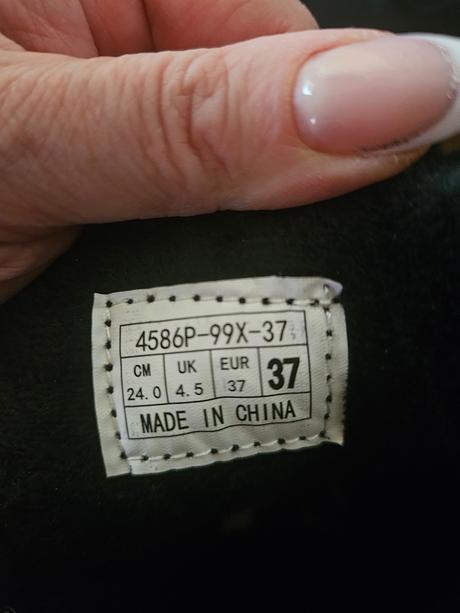 4586P-99X-37
CM UK EUR 37
24.0 4.5 37
MADE IN CHINA